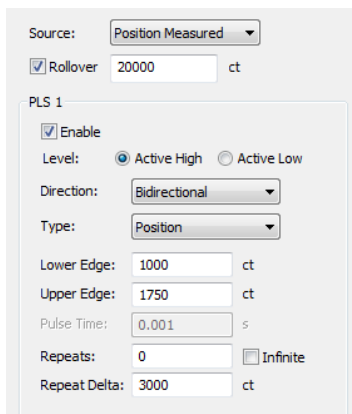 Source: Position Measured
Rollover 20000 ct
PLS 1
Enable
Level: Active High Active Low
Direction: Bidirectional
Type: Position
Lower Edge: 1000 ct
Upper Edge: 1750 ct
Pulse Time: 0.001 s
Repeats: 0 Infinite
Repeat Delta: 3000 ct